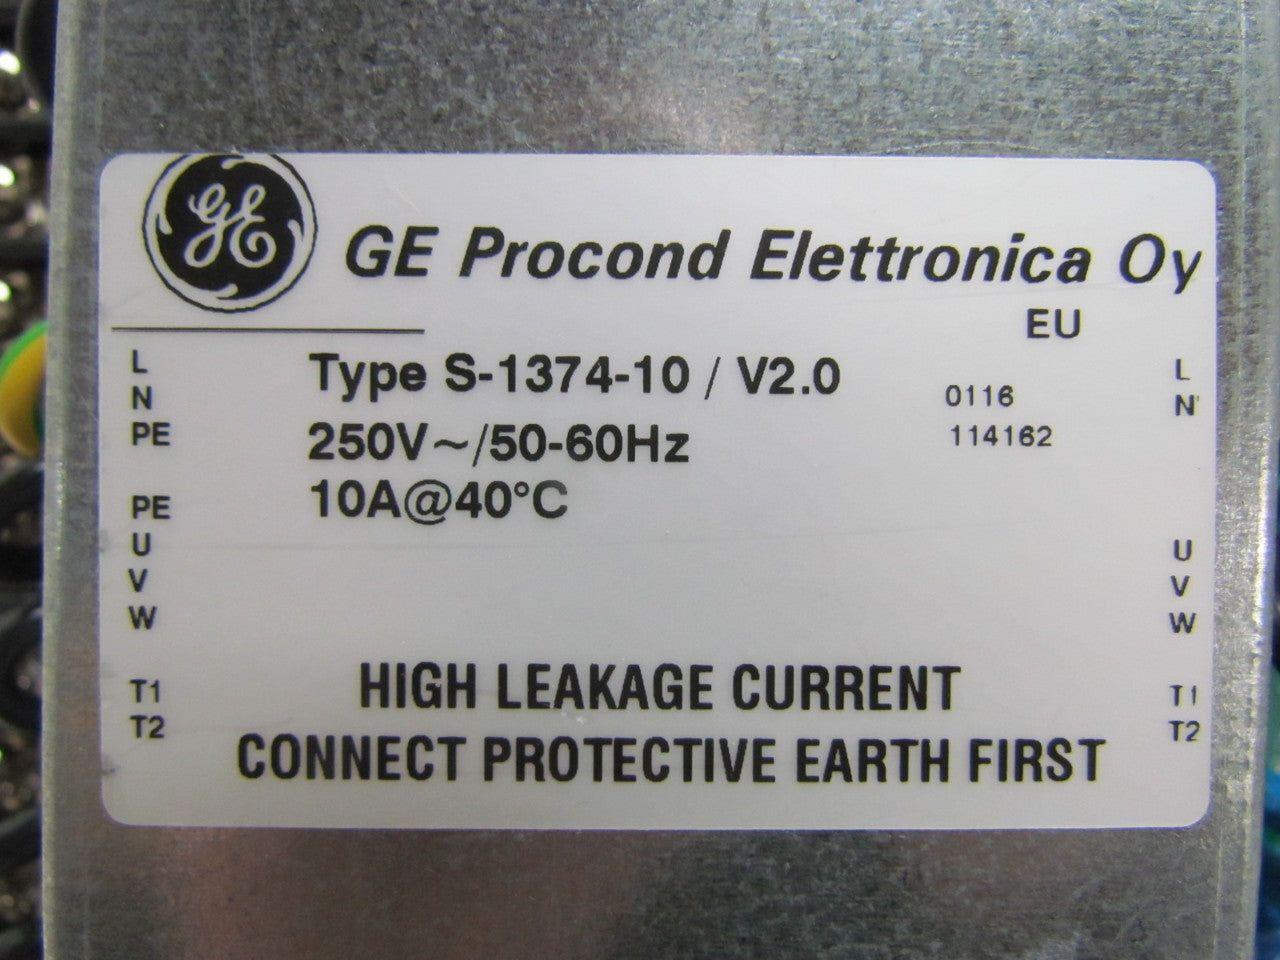 GE
GE Procond Elettronica Oy
EU
L
N
PE
PE
U
V
W
T1
T2
Type S-1374-10 / V2.0
250V~/50-60Hz
10A@40°C
0116
114162
L
N'
U
V
W
T1
T2
HIGH LEAKAGE CURRENT
CONNECT PROTECTIVE EARTH FIRST